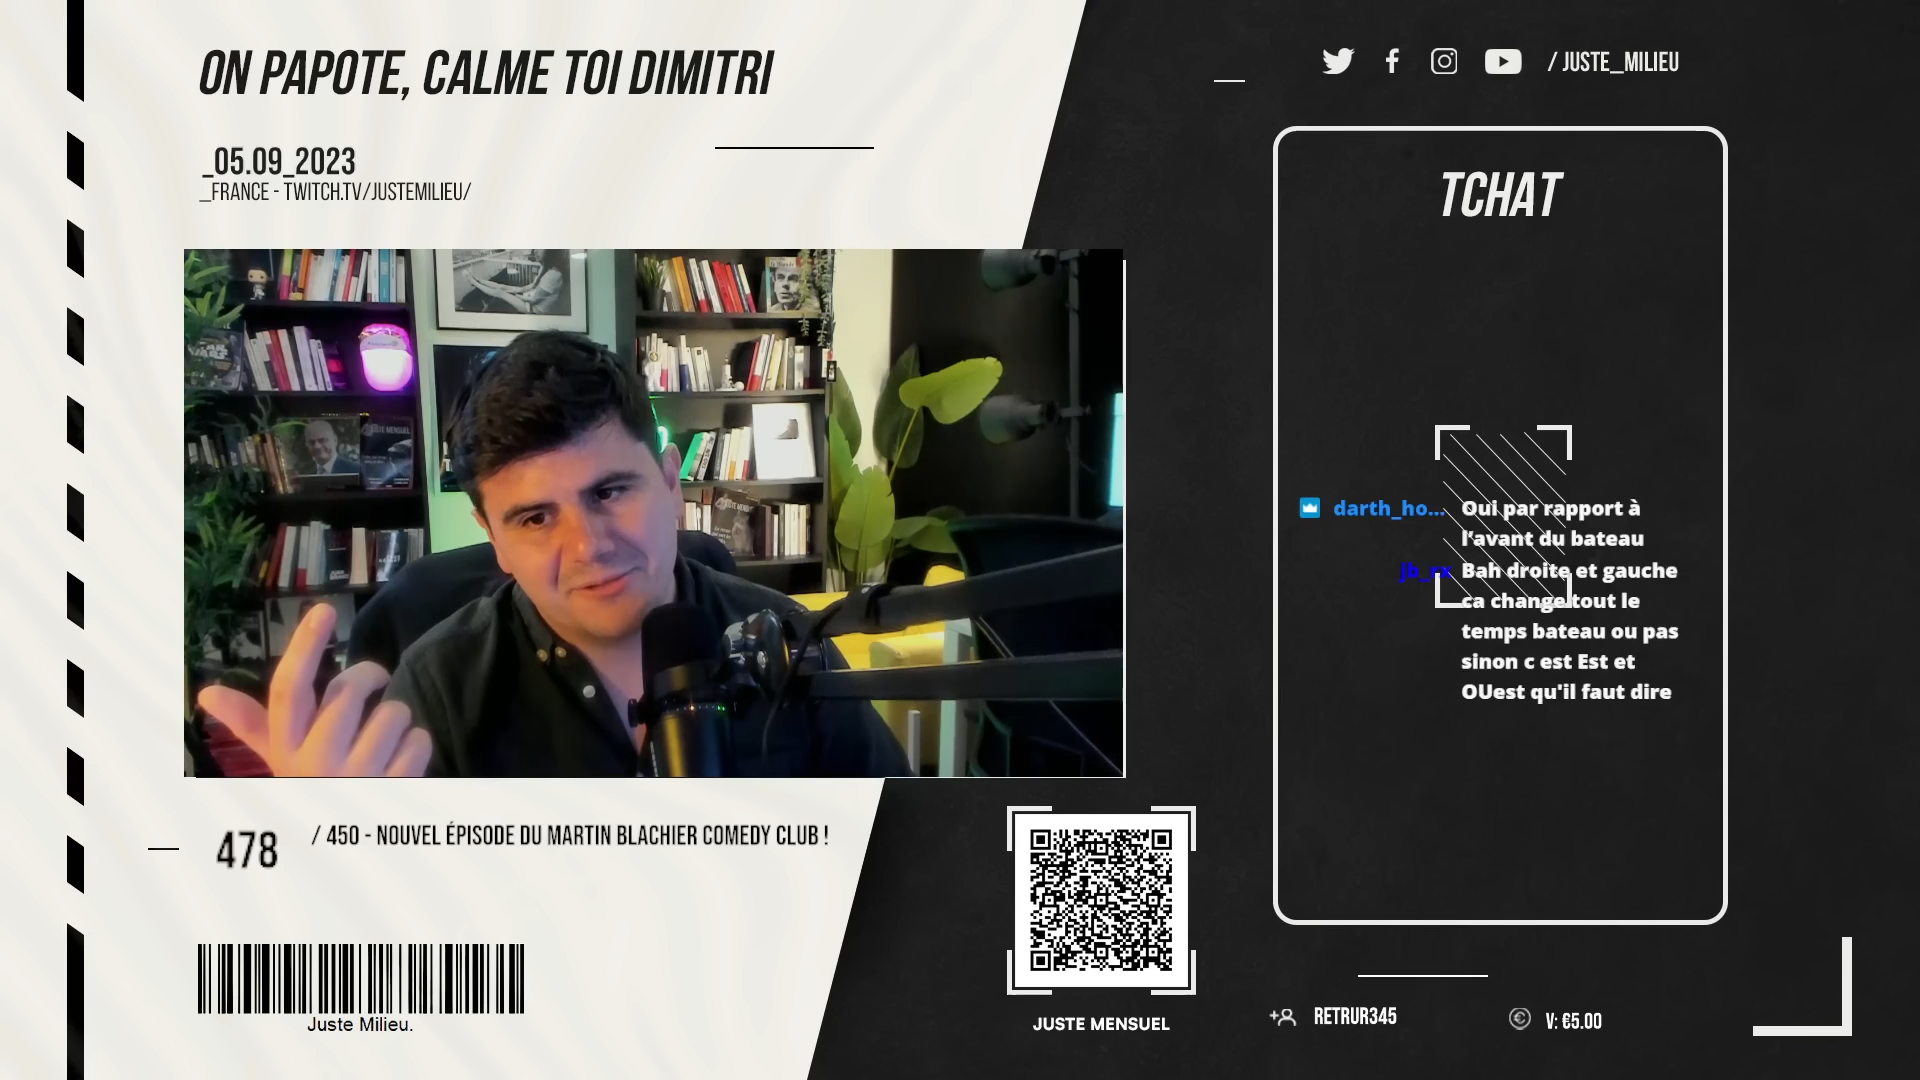 ON PAPOTE, CALME TOI DIMITRI
_05.09_2023
_FRANCE - TWITCH.TV/JUSTEMILIEU/
/ JUSTE_MILIEU
TCHAT
darth_ho... Oui par rapport à
l'avant du bateau
jb_rx Bah droite et gauche
ca change tout le
temps bateau ou pas
sinon c est Est et
OUest qu'il faut dire
478 / 450 - NOUVEL ÉPISODE DU MARTIN BLACHIER COMEDY CLUB !
Juste Milieu.
JUSTE MENSUEL
RETRUR345
V: €5.00